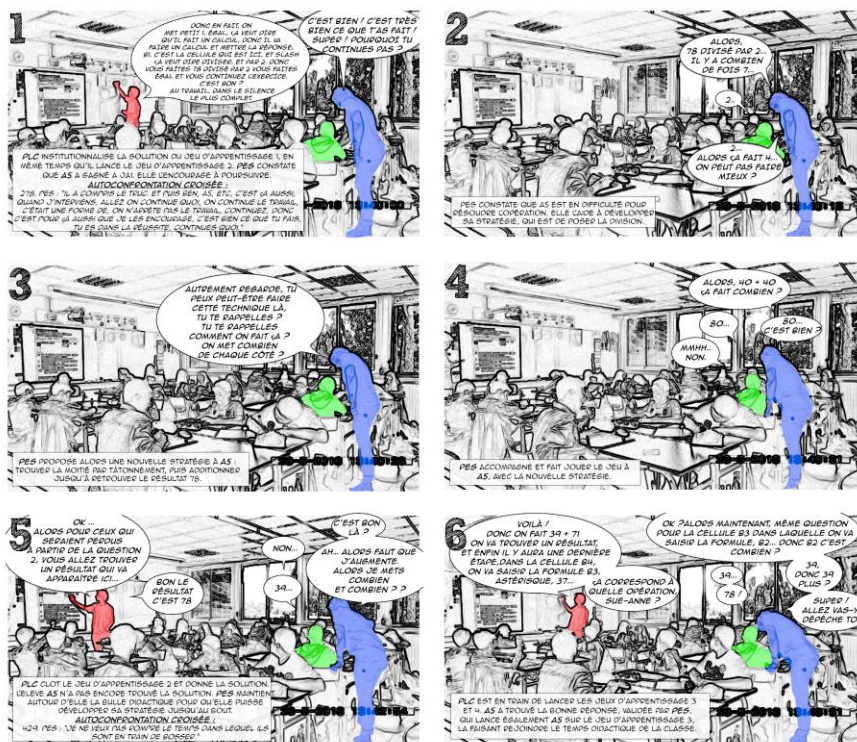 1
DONC EN FAIT, ON
MET PETIT 1, ÉGAL, ÇA VEUT DIRE
QU'IL FAIT UN CALCUL, DONC IL VA
FAIRE UN CALCUL ET METTRE LA RÉPONSE,
B1, C'EST LA CELLULE QUI EST ICI, ET SLASH
ÇA VEUT DIRE DIVISER, ET PAR 2. DONC
VOUS FAITES 78 DIVISÉ PAR 2 VOUS FAITES
ÉGAL ET VOUS CONTINUEZ L'EXERCICE.
C'EST BON ?
AU TRAVAIL, DANS LE SILENCE
LE PLUS COMPLET.
C'EST BIEN ! C'EST TRÈS
BIEN CE QUE T'AS FAIT !
SUPER ! POURQUOI TU
CONTINUES PAS ?
PLC INSTITUTIONNALISE LA SOLUTION DU JEU D'APPRENTISSAGE 1, EN
MÊME TEMPS QU'IL LANCE LE JEU D'APPRENTISSAGE 2. PES CONSTATE
QUE AS A GAGNÉ A JA1. ELLE L'ENCOURAGE À POURSUIVRE.
AUTOCONFRONTATION CROISÉE :
278. PES : "IL A COMPRIS LE TRUC. ET PUIS BEN, AS, ETC, C'EST ÇA AUSSI,
QUAND J'INTERVIENS, ALLEZ ON CONTINUE QUOI, ON CONTINUE LE TRAVAIL,
C'ÉTAIT UNE FORME DE, ON N'ARRÊTE PAS LE TRAVAIL, CONTINUEZ, DONC
C'EST POUR ÇA AUSSI QUE JE LES ENCOURAGE, C'EST BIEN CE QUE TU FAIS,
TU ES DANS LA RÉUSSITE, CONTINUES QUOI."
2
ALORS,
78 DIVISÉ PAR 2...
IL Y A COMBIEN
DE FOIS 7...
2..
2...
ALORS ÇA FAIT 4...
ON PEUT PAS FAIRE
MIEUX ?
PES CONSTATE QUE AS EST EN DIFFICULTÉ POUR
RÉSOUDRE L'OPÉRATION. ELLE L'AIDE À DÉVELOPPER
SA STRATÉGIE, QUI EST DE POSER LA DIVISION.
3
AUTREMENT REGARDE, TU
PEUX PEUT-ÊTRE FAIRE
CETTE TECHNIQUE LÀ,
TU TE RAPPELLES ?
TU TE RAPPELLES
COMMENT ON FAIT ÇA ?
ON MET COMBIEN
DE CHAQUE CÔTÉ ?
PES PROPOSE ALORS UNE NOUVELLE STRATÉGIE À AS :
TROUVER LA MOITIÉ PAR TÂTONNEMENT, PUIS ADDITIONNER
JUSQU'À RETROUVER LE RÉSULTAT 78.
4
ALORS, 40 + 40
ÇA FAIT COMBIEN ?
80...
80...
C'EST BIEN ?
MMHH..
NON.
PES ACCOMPAGNE ET FAIT JOUER LE JEU À
AS, AVEC LA NOUVELLE STRATÉGIE.
5
OK ...
ALORS POUR CEUX QUI
SERAIENT PERDUS
À PARTIR DE LA QUESTION
2, VOUS ALLEZ TROUVER
UN RÉSULTAT QUI VA
APPARAÎTRE ICI...
BON LE
RÉSULTAT
C'EST 78
C'EST BON
LÀ ?
NON...
AH... ALORS FAUT QUE
J'AUGMENTE.
ALORS JE METS
COMBIEN
ET COMBIEN ? ?
39...
PLC CLOT LE JEU D'APPRENTISSAGE 2 ET DONNE LA SOLUTION.
L'ÉLÈVE AS N'A PAS ENCORE TROUVÉ LA SOLUTION. PES MAINTIENT
AUTOUR D'ELLE LA BULLE DIDACTIQUE POUR QU'ELLE PUISSE
DÉVELOPPER SA STRATÉGIE JUSQU'AU BOUT.
AUTOCONFRONTATION CROISÉE :
429. PES : "JE NE VEUX PAS ROMPRE LE TEMPS DANS LEQUEL ILS
SONT EN TRAIN DE BOSSER."
6
VOILÀ !
DONC ON FAIT 39 + 71
ON VA TROUVER UN RÉSULTAT,
ET ENFIN IL Y AURA UNE DERNIÈRE
ÉTAPE, DANS LA CELLULE B4,
ON VA SAISIR LA FORMULE B3,
ASTÉRISQUE, 37...
ÇA CORRESPOND À
QUELLE OPÉRATION,
SUE-ANNE ?
OK ?ALORS MAINTENANT, MÊME QUESTION
POUR LA CELLULE B3 DANS LAQUELLE ON VA
SAISIR LA FORMULE, B2... DONC B2 C'EST
COMBIEN ?
39...
78 !
39,
DONC 39
PLUS ?
SUPER !
ALLEZ VAS-Y
DÉPÊCHE TO
PLC EST EN TRAIN DE LANCER LES JEUX D'APPRENTISSAGE 3
ET 4. AS A TROUVÉ LA BONNE RÉPONSE, VALIDÉE PAR PES,
QUI LANCE ÉGALEMENT AS SUR LE JEU D'APPRENTISSAGE 3,
LA FAISANT REJOINDRE LE TEMPS DIDACTIQUE DE LA CLASSE.